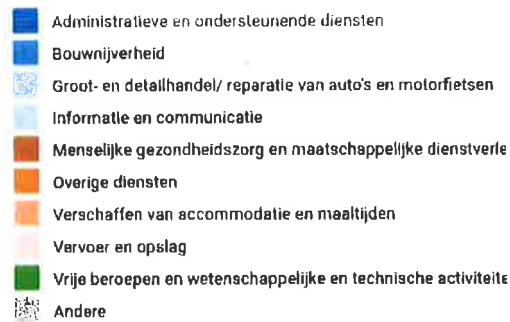 Administratieve en ondersteunende diensten
Bouwnijverheid
Groot- en detailhandel/ reparatie van auto's en motorfietsen
Informatie en communicatie
Menselijke gezondheidszorg en maatschappelijke dienstverle
Overige diensten
Verschaffen van accommodatie en maaltijden
Vervoer en opslag
Vrije beroepen en wetenschappelijke en technische activiteite
Andere